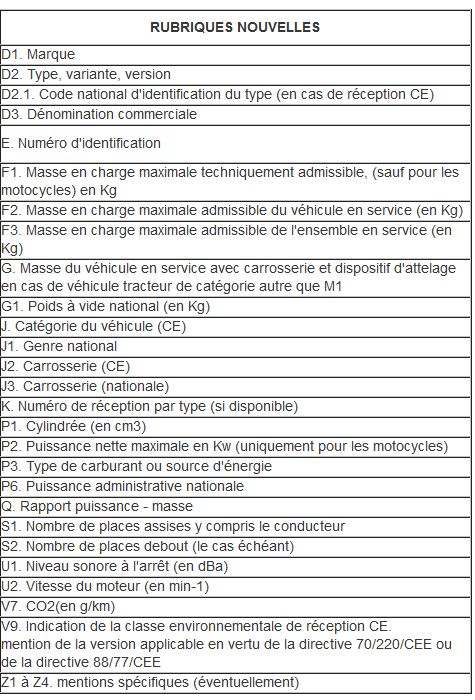 RUBRIQUES NOUVELLES
D1. Marque
D2. Type, variante, version
D2.1. Code national d'identification du type (en cas de réception CE)
D3. Dénomination commerciale
E. Numéro d'identification
F1. Masse en charge maximale techniquement admissible, (sauf pour les
motocycles) en Kg
F2. Masse en charge maximale admissible du véhicule en service (en Kg)
F3. Masse en charge maximale admissible de l'ensemble en service (en
Kg)
G. Masse du véhicule en service avec carrosserie et dispositif d'attelage
en cas de véhicule tracteur de catégorie autre que M1
G1. Poids à vide national (en Kg)
J. Catégorie du véhicule (CE)
J1. Genre national
J2. Carrosserie (CE)
J3. Carrosserie (nationale)
K. Numéro de réception par type (si disponible)
P1. Cylindrée (en cm3)
P2. Puissance nette maximale en Kw (uniquement pour les motocycles)
P3. Type de carburant ou source d'énergie
P6. Puissance administrative nationale
Q. Rapport puissance - masse
S1. Nombre de places assises y compris le conducteur
S2. Nombre de places debout (le cas échéant)
U1. Niveau sonore à l'arrêt (en dBa)
U2. Vitesse du moteur (en min-1)
V7. CO2(en g/km)
V9. Indication de la classe environnementale de réception CE.
mention de la version applicable en vertu de la directive 70/220/CEE ou
de la directive 88/77/CEE
Z1 à Z4. mentions spécifiques (éventuellement)